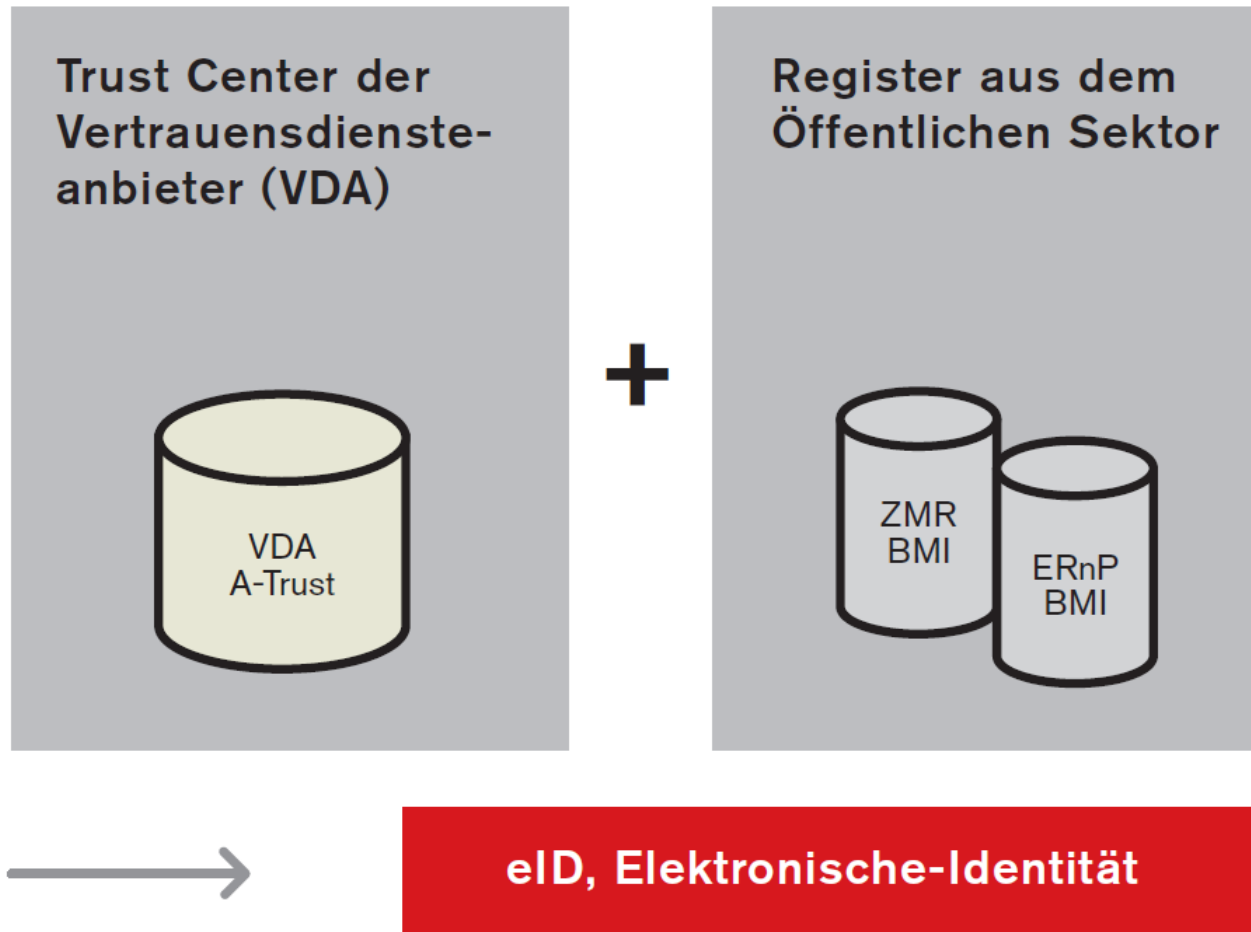 Trust Center der
Vertrauensdienste-
anbieter (VDA)
VDA
A-Trust
+
Register aus dem
Öffentlichen Sektor
ZMR
BMI
ERnP
BMI
eID, Elektronische-Identität